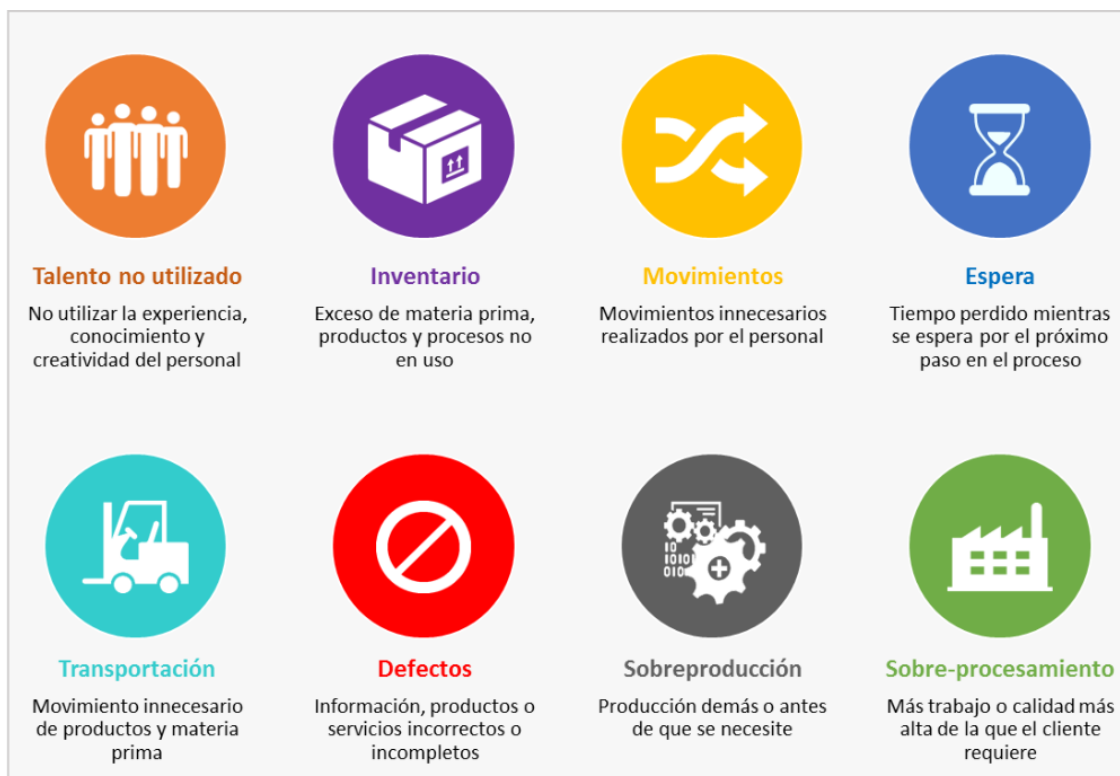 Talento no utilizado
No utilizar la experiencia,
conocimiento y
creatividad del personal
Inventario
Exceso de materia prima,
productos y procesos no
en uso
Movimientos
Movimientos innecesarios
realizados por el personal
Espera
Tiempo perdido mientras
se espera por el próximo
paso en el proceso
Transportación
Movimiento innecesario
de productos y materia
prima
Defectos
Información, productos o
servicios incorrectos o
incompletos
10
1010
010
Sobreproducción
Producción demás o antes
de que se necesite
Sobre-procesamiento
Más trabajo o calidad más
alta de la que el cliente
requiere